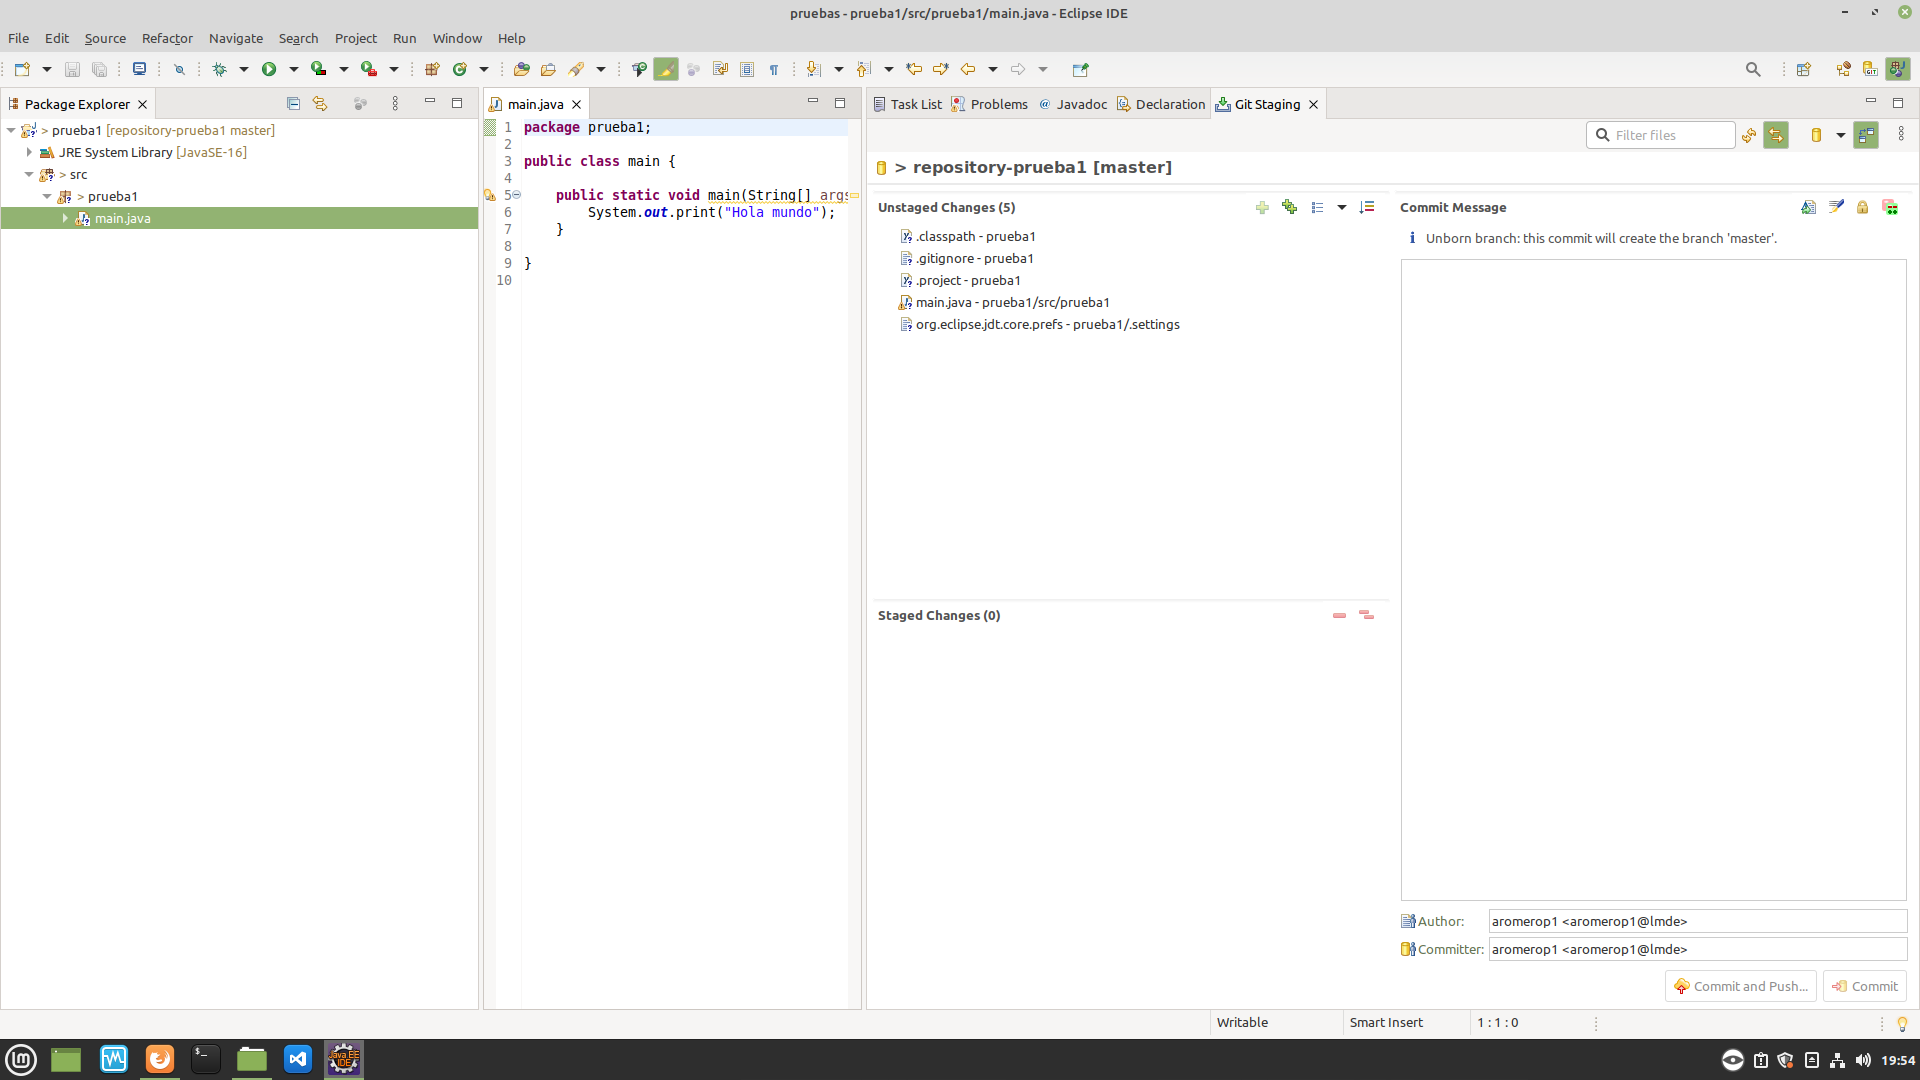 pruebas - prueba1/src/prueba1/main.java - Eclipse IDE
File Edit Source Refactor Navigate Search Project Run Window Help
Package Explorer
> prueba1 [repository-prueba1 master]
JRE System Library [JavaSE-16]
> src
> prueba1
main.java
main.java
1 package prueba1;
2
3 public class main {
4
5 public static void main(String[] args
6 System.out.print("Hola mundo");
7 }
8
9 }
10
Task List Problems @ Javadoc Declaration Git Staging
Filter files
> repository-prueba1 [master]
Unstaged Changes (5)
.classpath - prueba1
.gitignore - prueba1
.project - prueba1
main.java - prueba1/src/prueba1
org.eclipse.jdt.core.prefs - prueba1/.settings
Staged Changes (0)
Commit Message
Unborn branch: this commit will create the branch 'master'.
Author: aromerop1 <aromerop1@lmde>
Committer: aromerop1 <aromerop1@lmde>
Commit and Push... Commit
Writable Smart Insert 1 : 1 : 0
Java EE
IDE
19:54